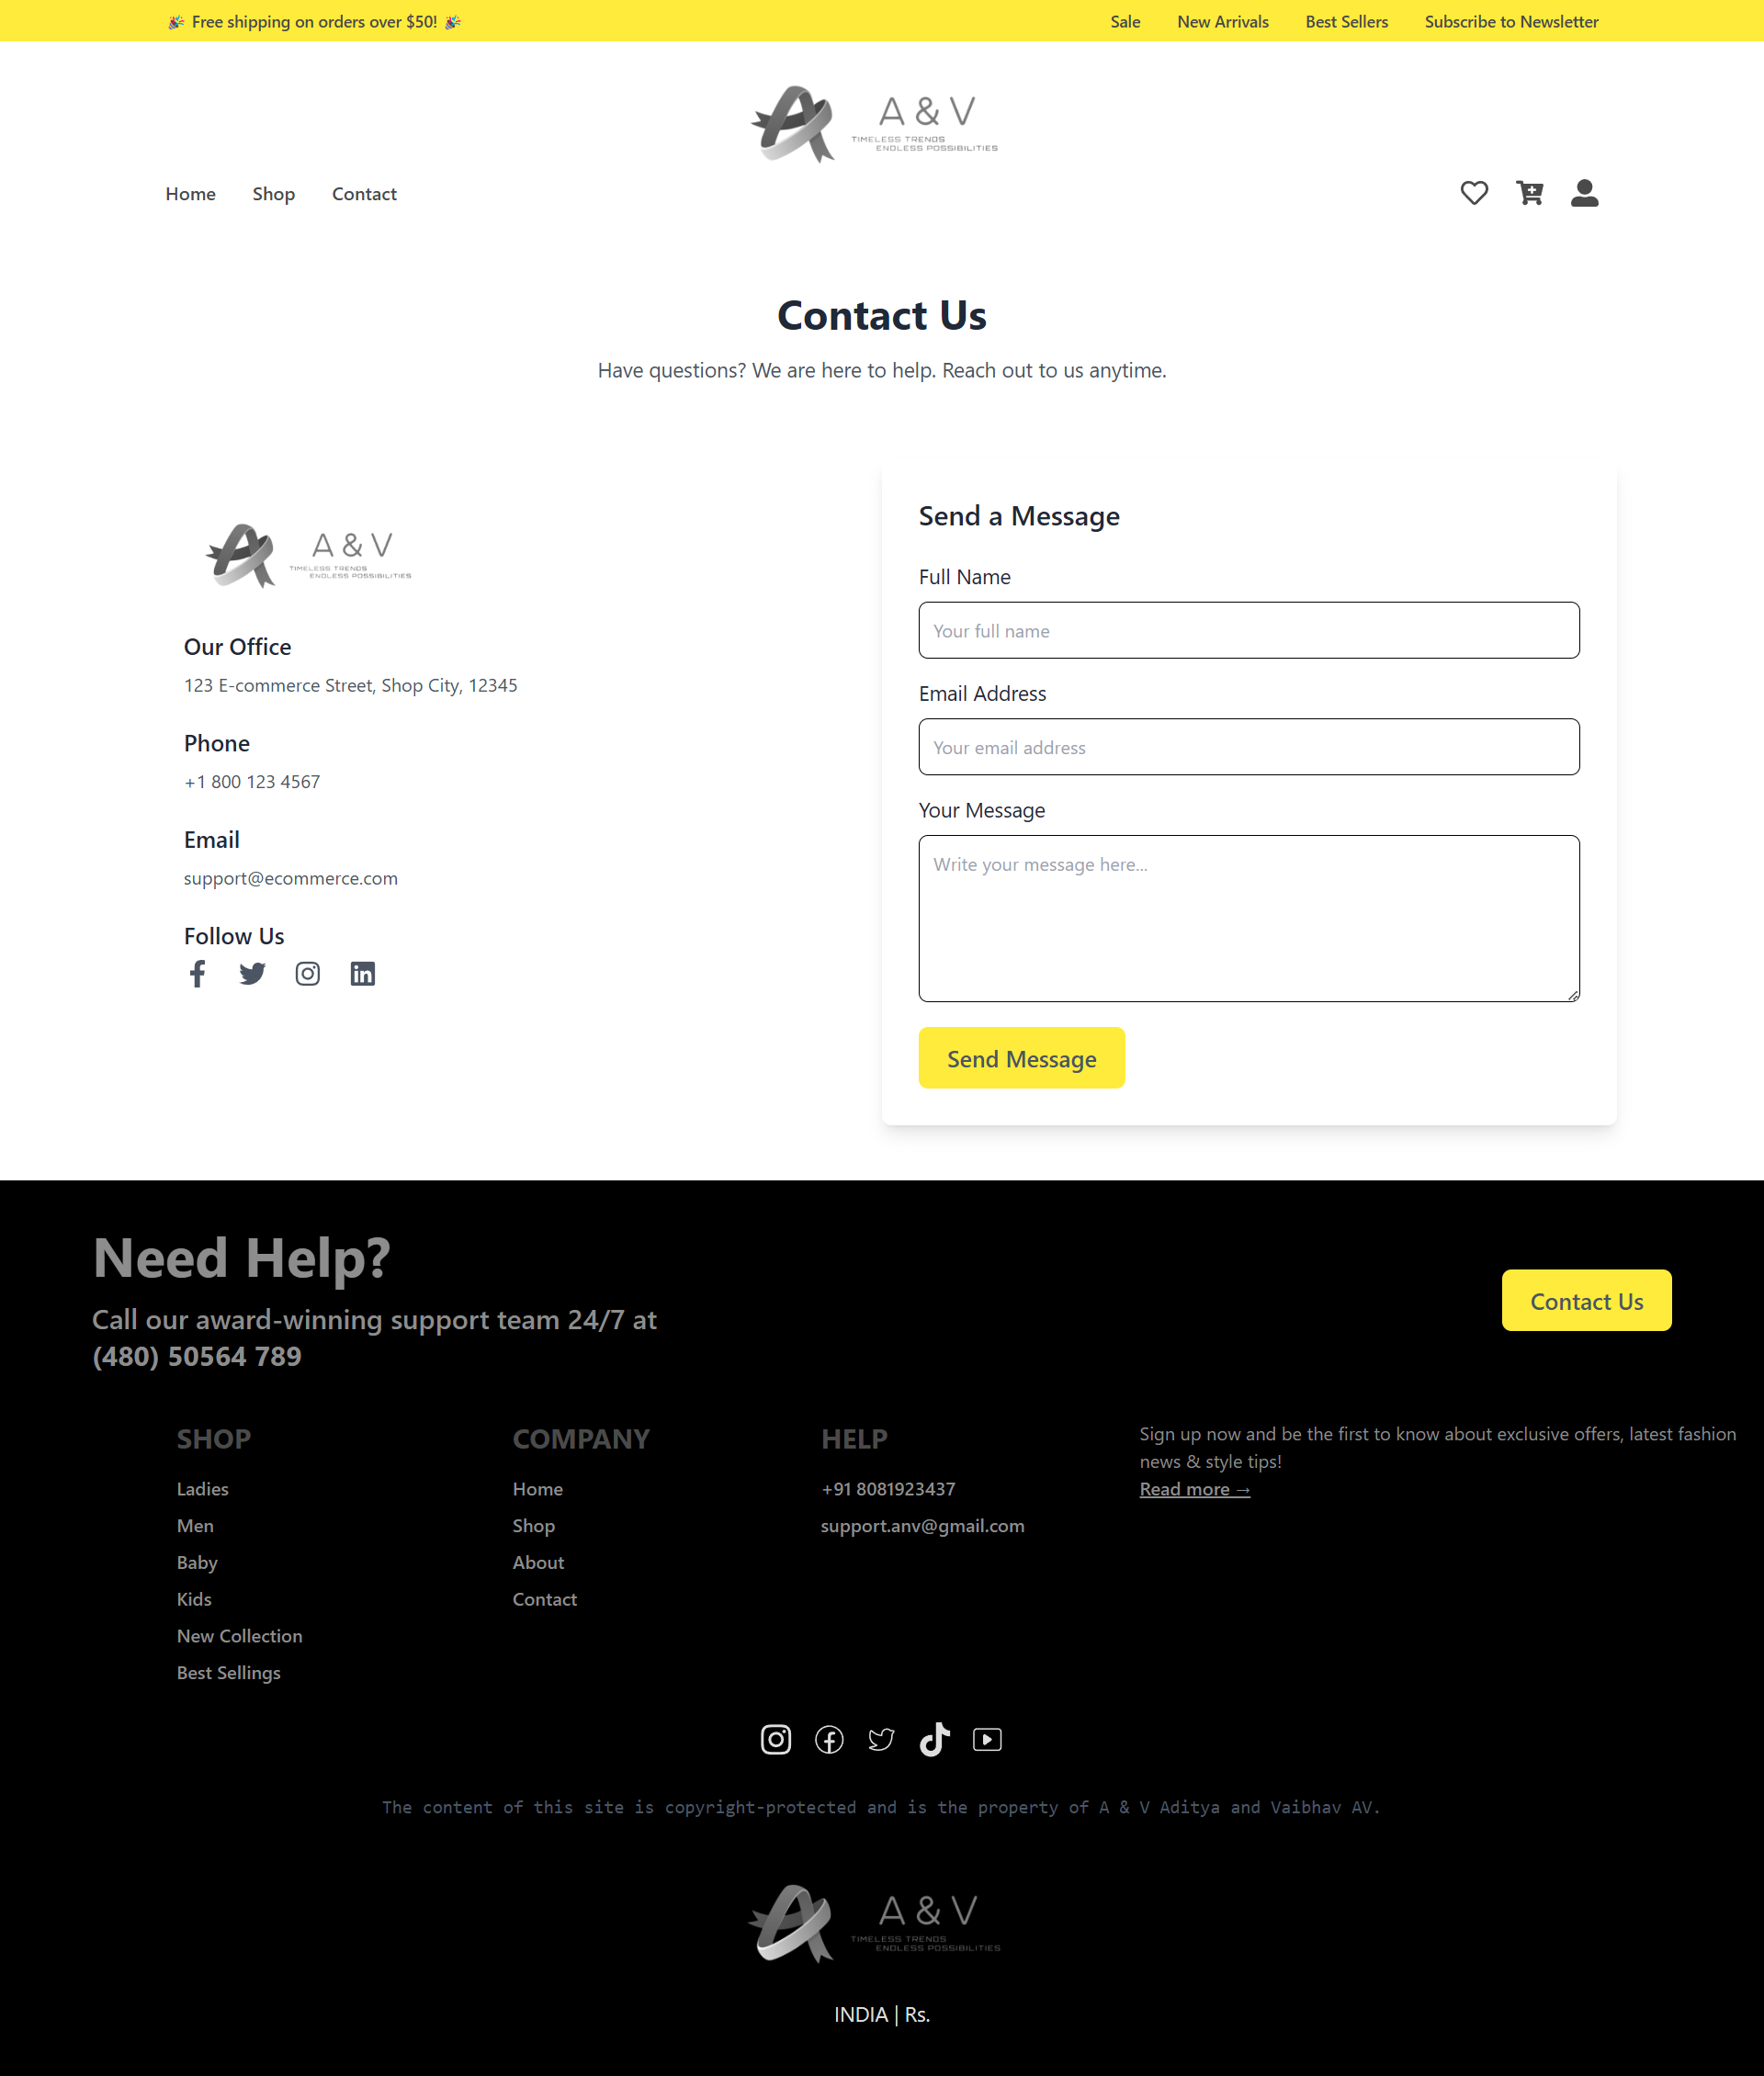 🎉 Free shipping on orders over $50! 🎉
Sale New Arrivals Best Sellers Subscribe to Newsletter
A & V
TIMELESS TRENDS
ENDLESS POSSIBILITIES
Home Shop Contact
Contact Us
Have questions? We are here to help. Reach out to us anytime.
A & V
TIMELESS TRENDS
ENDLESS POSSIBILITIES
Our Office
123 E-commerce Street, Shop City, 12345
Phone
+1 800 123 4567
Email
support@ecommerce.com
Follow Us
Send a Message
Full Name
Your full name
Email Address
Your email address
Your Message
Write your message here...
Send Message
Need Help?
Call our award-winning support team 24/7 at
(480) 50564 789
Contact Us
SHOP
Ladies
Men
Baby
Kids
New Collection
Best Sellings
COMPANY
Home
Shop
About
Contact
HELP
+91 8081923437
support.anv@gmail.com
Sign up now and be the first to know about exclusive offers, latest fashion
news & style tips!
Read more →
The content of this site is copyright-protected and is the property of A & V Aditya and Vaibhav AV.
A & V
TIMELESS TRENDS
ENDLESS POSSIBILITIES
INDIA | Rs.